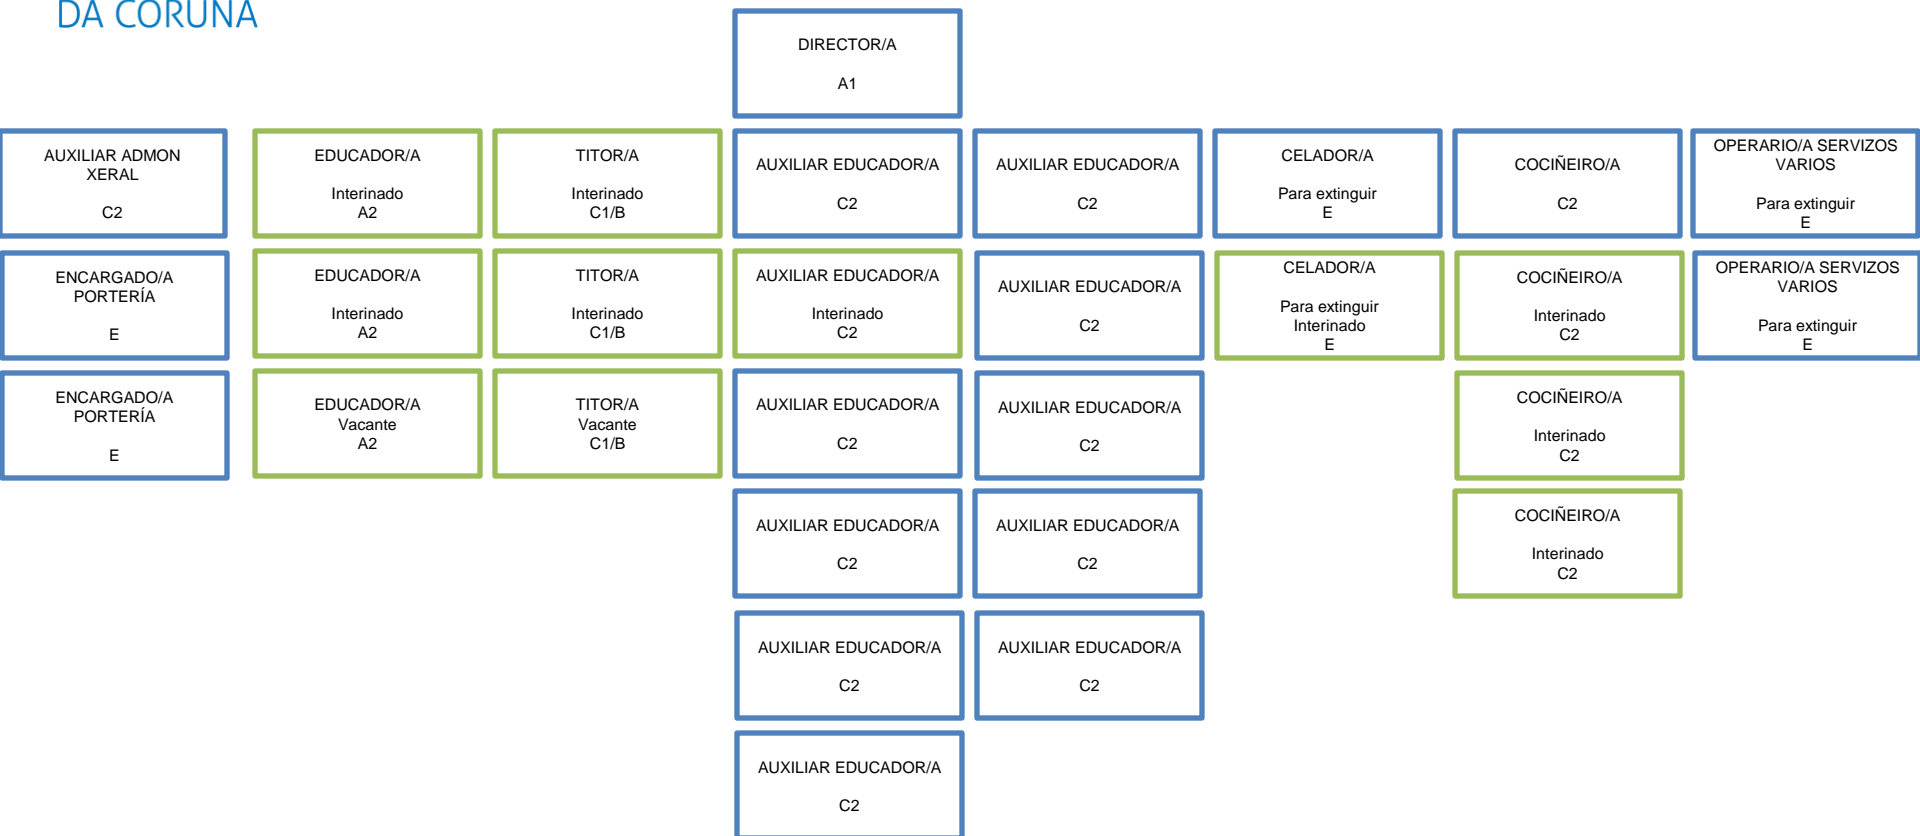 DA CORUÑA
DIRECTOR/A
A1
AUXILIAR ADMON
XERAL
C2
EDUCADOR/A
Interinado
A2
TITOR/A
Interinado
C1/B
AUXILIAR EDUCADOR/A
C2
AUXILIAR EDUCADOR/A
C2
CELADOR/A
Para extinguir
E
COCIÑEIRO/A
C2
OPERARIO/A SERVIZOS
VARIOS
Para extinguir
E
ENCARGADO/A
PORTERÍA
E
EDUCADOR/A
Interinado
A2
TITOR/A
Interinado
C1/B
AUXILIAR EDUCADOR/A
Interinado
C2
AUXILIAR EDUCADOR/A
C2
CELADOR/A
Para extinguir
Interinado
E
COCIÑEIRO/A
Interinado
C2
OPERARIO/A SERVIZOS
VARIOS
Para extinguir
E
ENCARGADO/A
PORTERÍA
E
EDUCADOR/A
Vacante
A2
TITOR/A
Vacante
C1/B
AUXILIAR EDUCADOR/A
C2
AUXILIAR EDUCADOR/A
C2
COCIÑEIRO/A
Interinado
C2
AUXILIAR EDUCADOR/A
C2
AUXILIAR EDUCADOR/A
C2
COCIÑEIRO/A
Interinado
C2
AUXILIAR EDUCADOR/A
C2
AUXILIAR EDUCADOR/A
C2
AUXILIAR EDUCADOR/A
C2